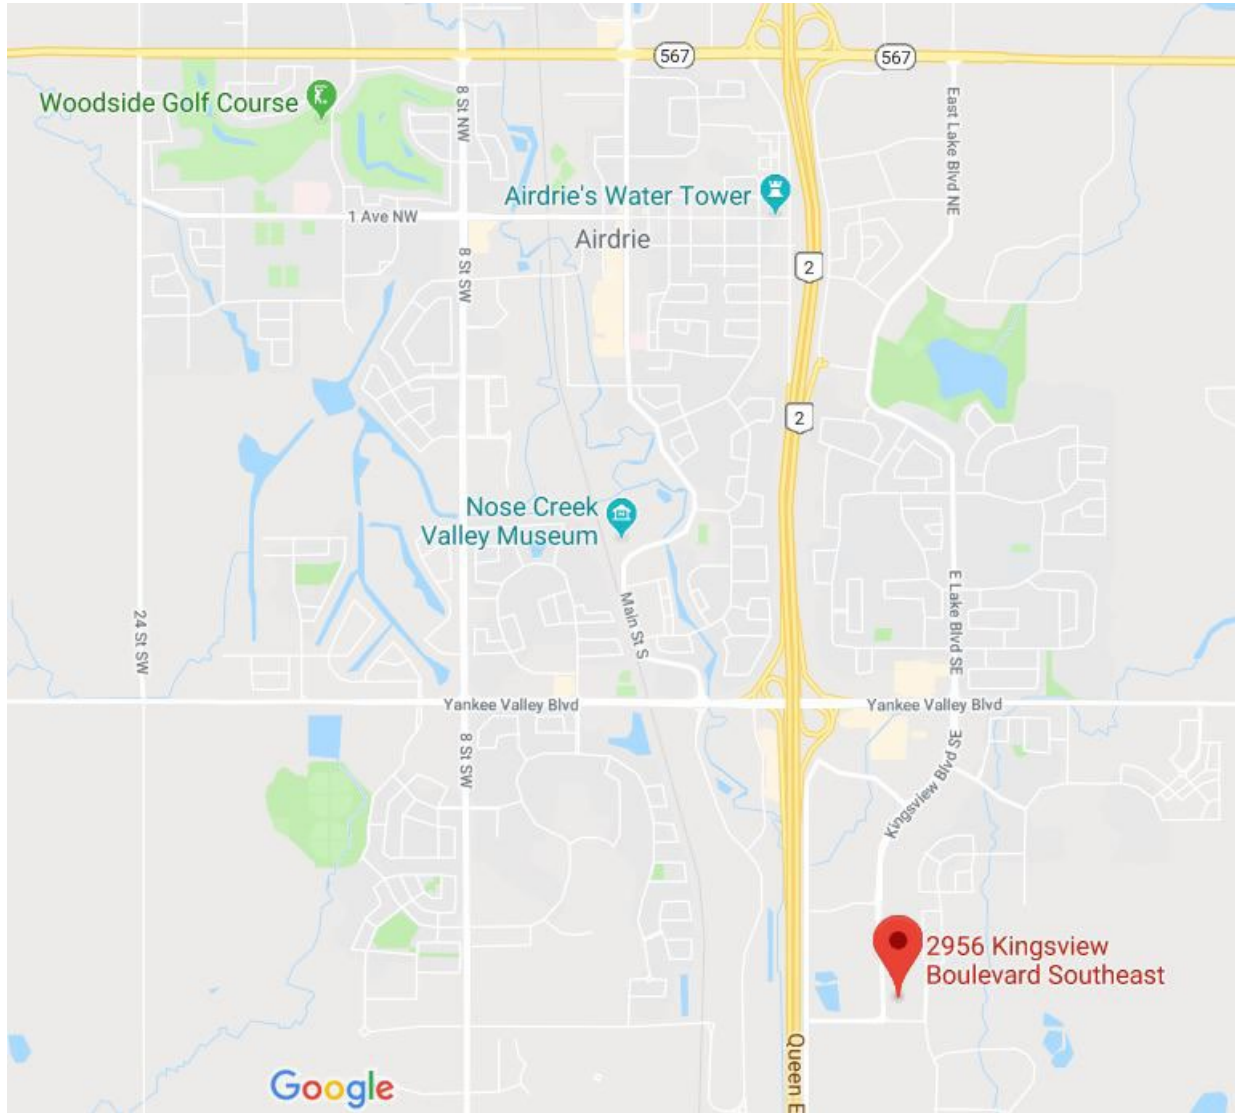 567
567
Woodside Golf Course
8 St NW
East Lake Blvd NE
Airdrie's Water Tower
1 Ave NW
Airdrie
8 St SW
2
2
Nose Creek
Valley Museum
24 St SW
Main St S
E Lake Blvd SE
Yankee Valley Blvd
Yankee Valley Blvd
8 St SW
Kingsview Blvd SE
2956 Kingsview
Boulevard Southeast
Queen E
Google